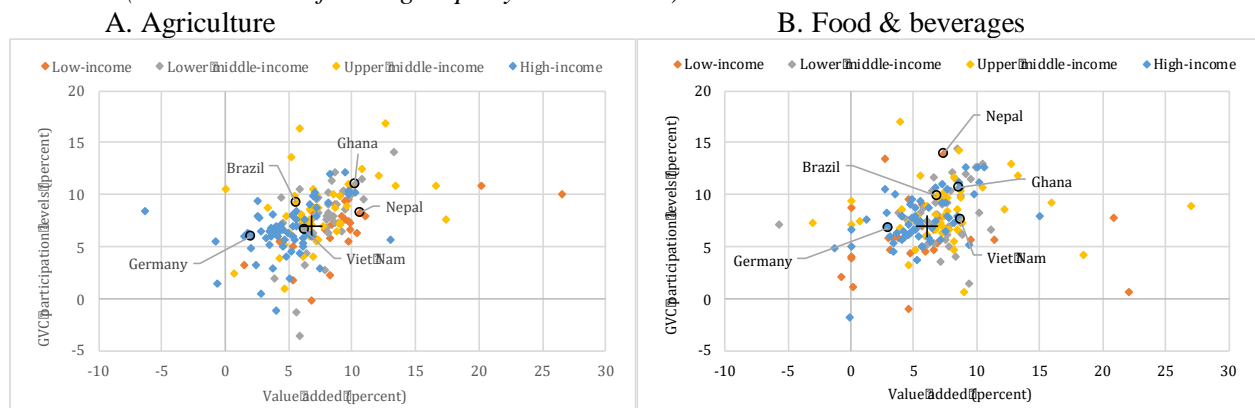 A. Agriculture
B. Food & beverages
Low-income Lower middle-income Upper middle-income High-income
20
15
10
5
0
-5
-10 -5 0 5 10 15 20 25 30
GVC participation levels (percent)
Value added (percent)
Ghana
Brazil
Nepal
Germany
Viet Nam
Low-income Lower middle-income Upper middle-income High-income
20
15
10
5
0
-5
-10 -5 0 5 10 15 20 25 30
GVC participation levels (percent)
Value added (percent)
Nepal
Brazil
Ghana
Germany
Viet Nam